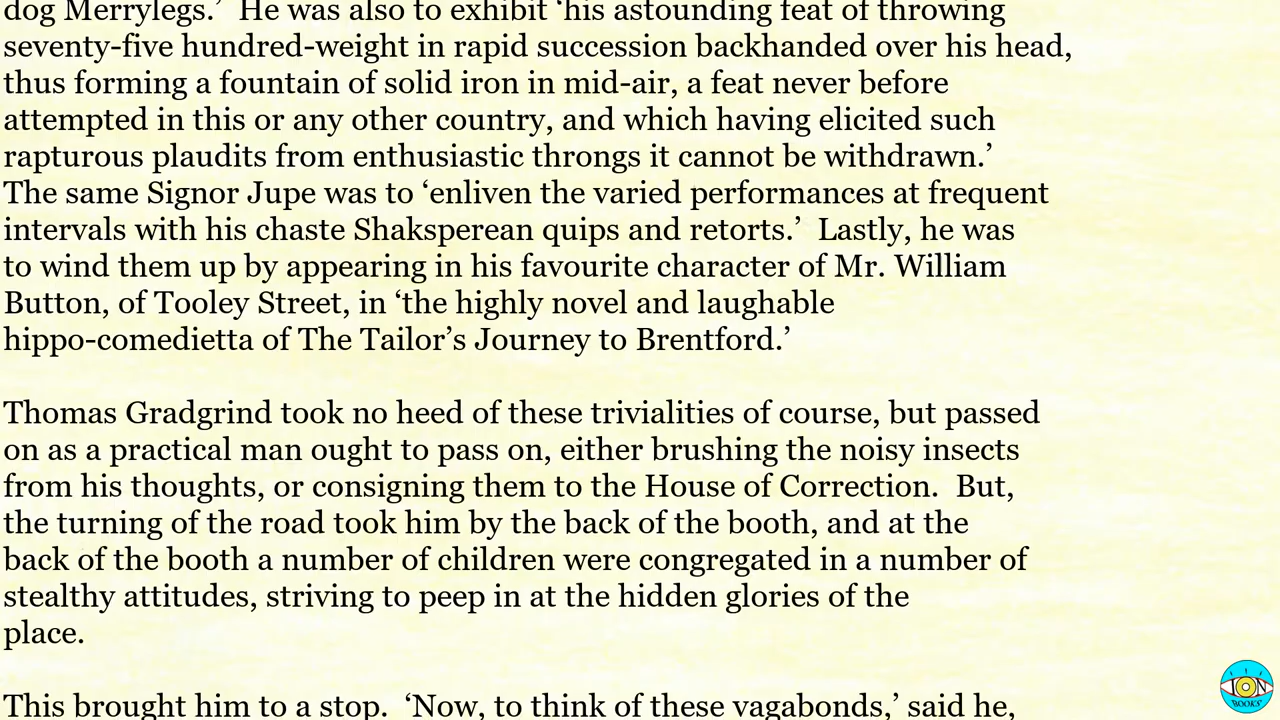 dog Merrylegs.’  He was also to exhibit ‘his astounding feat of throwing
seventy-five hundred-weight in rapid succession backhanded over his head,
thus forming a fountain of solid iron in mid-air, a feat never before
attempted in this or any other country, and which having elicited such
rapturous plaudits from enthusiastic throngs it cannot be withdrawn.’
The same Signor Jupe was to ‘enliven the varied performances at frequent
intervals with his chaste Shaksperean quips and retorts.’  Lastly, he was
to wind them up by appearing in his favourite character of Mr. William
Button, of Tooley Street, in ‘the highly novel and laughable
hippo-comedietta of The Tailor’s Journey to Brentford.’
Thomas Gradgrind took no heed of these trivialities of course, but passed
on as a practical man ought to pass on, either brushing the noisy insects
from his thoughts, or consigning them to the House of Correction.  But,
the turning of the road took him by the back of the booth, and at the
back of the booth a number of children were congregated in a number of
stealthy attitudes, striving to peep in at the hidden glories of the
place.
This brought him to a stop.  ‘Now, to think of these vagabonds,’ said he,
ION
BOOKS